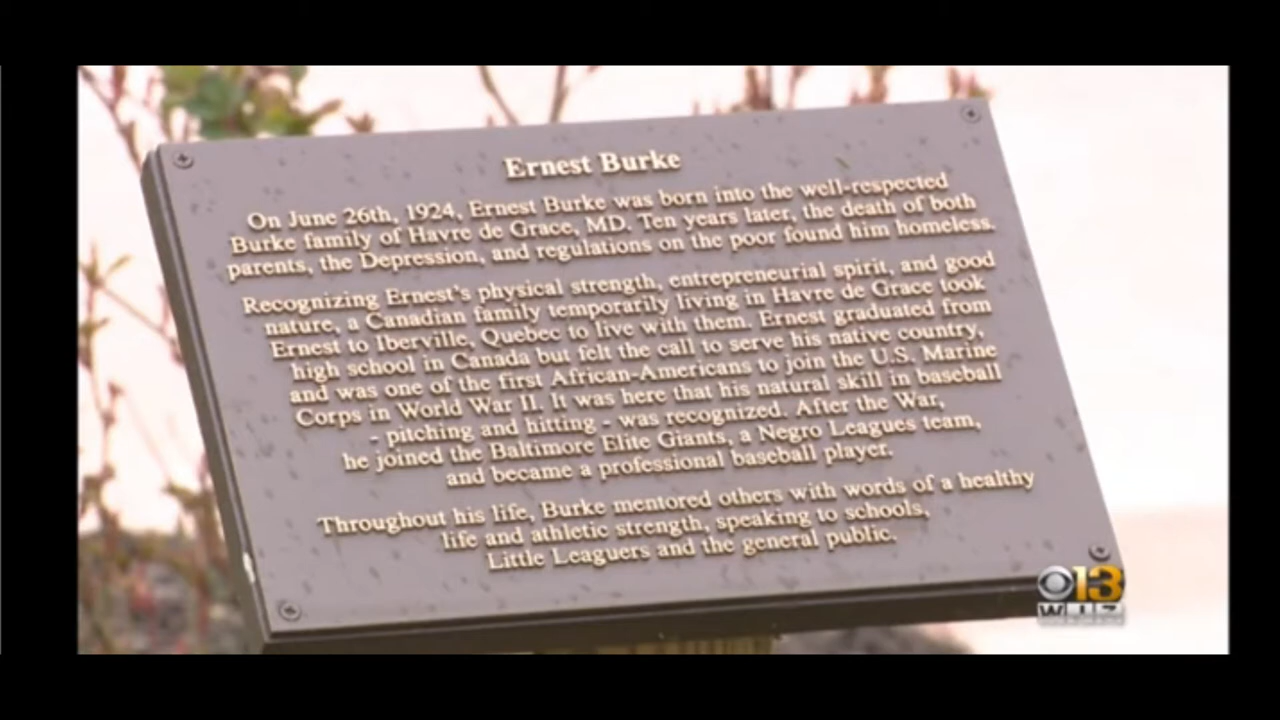 Ernest Burke
On June 26th, 1924, Ernest Burke was born into the well-respected
Burke family of Havre de Grace, MD. Ten years later, the death of both
parents, the Depression, and regulations on the poor found him homeless.
Recognizing Ernest's physical strength, entrepreneurial spirit, and good
nature, a Canadian family temporarily living in Havre de Grace took
Ernest to Iberville, Quebec to live with them. Ernest graduated from
high school in Canada but felt the call to serve his native country,
and was one of the first African-Americans to join the U.S. Marine
Corps in World War II. It was here that his natural skill in baseball
- pitching and hitting - was recognized. After the War,
he joined the Baltimore Elite Giants, a Negro Leagues team,
and became a professional baseball player.
Throughout his life, Burke mentored others with words of a healthy
life and athletic strength, speaking to schools,
Little Leaguers and the general public.
13
WJZ